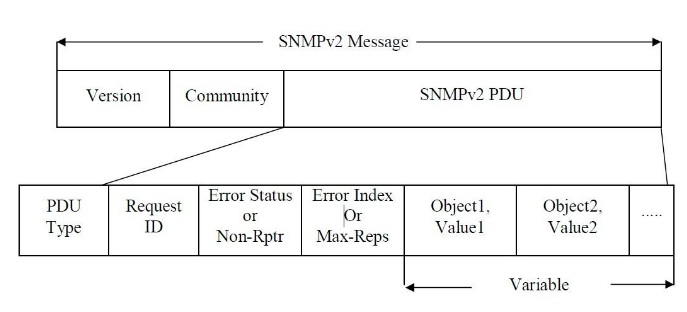 SNMPv2 Message
Version
Community
SNMPv2 PDU
PDU
Type
Request
ID
Error Status
or
Non-Rptr
Error Index
Or
Max-Reps
Object1,
Value1
Object2,
Value2
.....
Variable